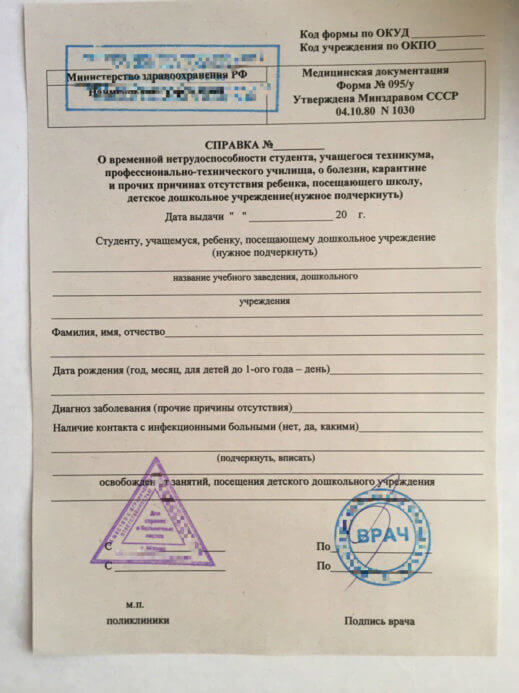 Код формы по ОКУД
Код учреждения по ОКПО
Министерство здравоохранения РФ
Медицинская документация
Форма № 095/у
Утверждена Минздравом СССР
04.10.80 N 1030
СПРАВКА №
О временной нетрудоспособности студента, учащегося техникума,
профессионально-технического училища, о болезни, карантине
и прочих причинах отсутствия ребенка, посещающего школу,
детское дошкольное учреждение(нужное подчеркнуть)
Дата выдачи " " 20 г.
Студенту, учащемуся, ребенку, посещающему дошкольное учреждение
(нужное подчеркнуть)
название учебного заведения, дошкольного
учреждения
Фамилия, имя, отчество
Дата рождения (год, месяц, для детей до 1-ого года – день)
Диагноз заболевания (прочие причины отсутствия)
Наличие контакта с инфекционными больными (нет, да, какими)
(подчеркнуть, вписать)
освобожден т занятий, посещения детского дошкольного учреждения
Для
справок
и больничных
листков
г. Москва
ВРАЧ
С По
С По
м.п.
поликлиники Подпись врача